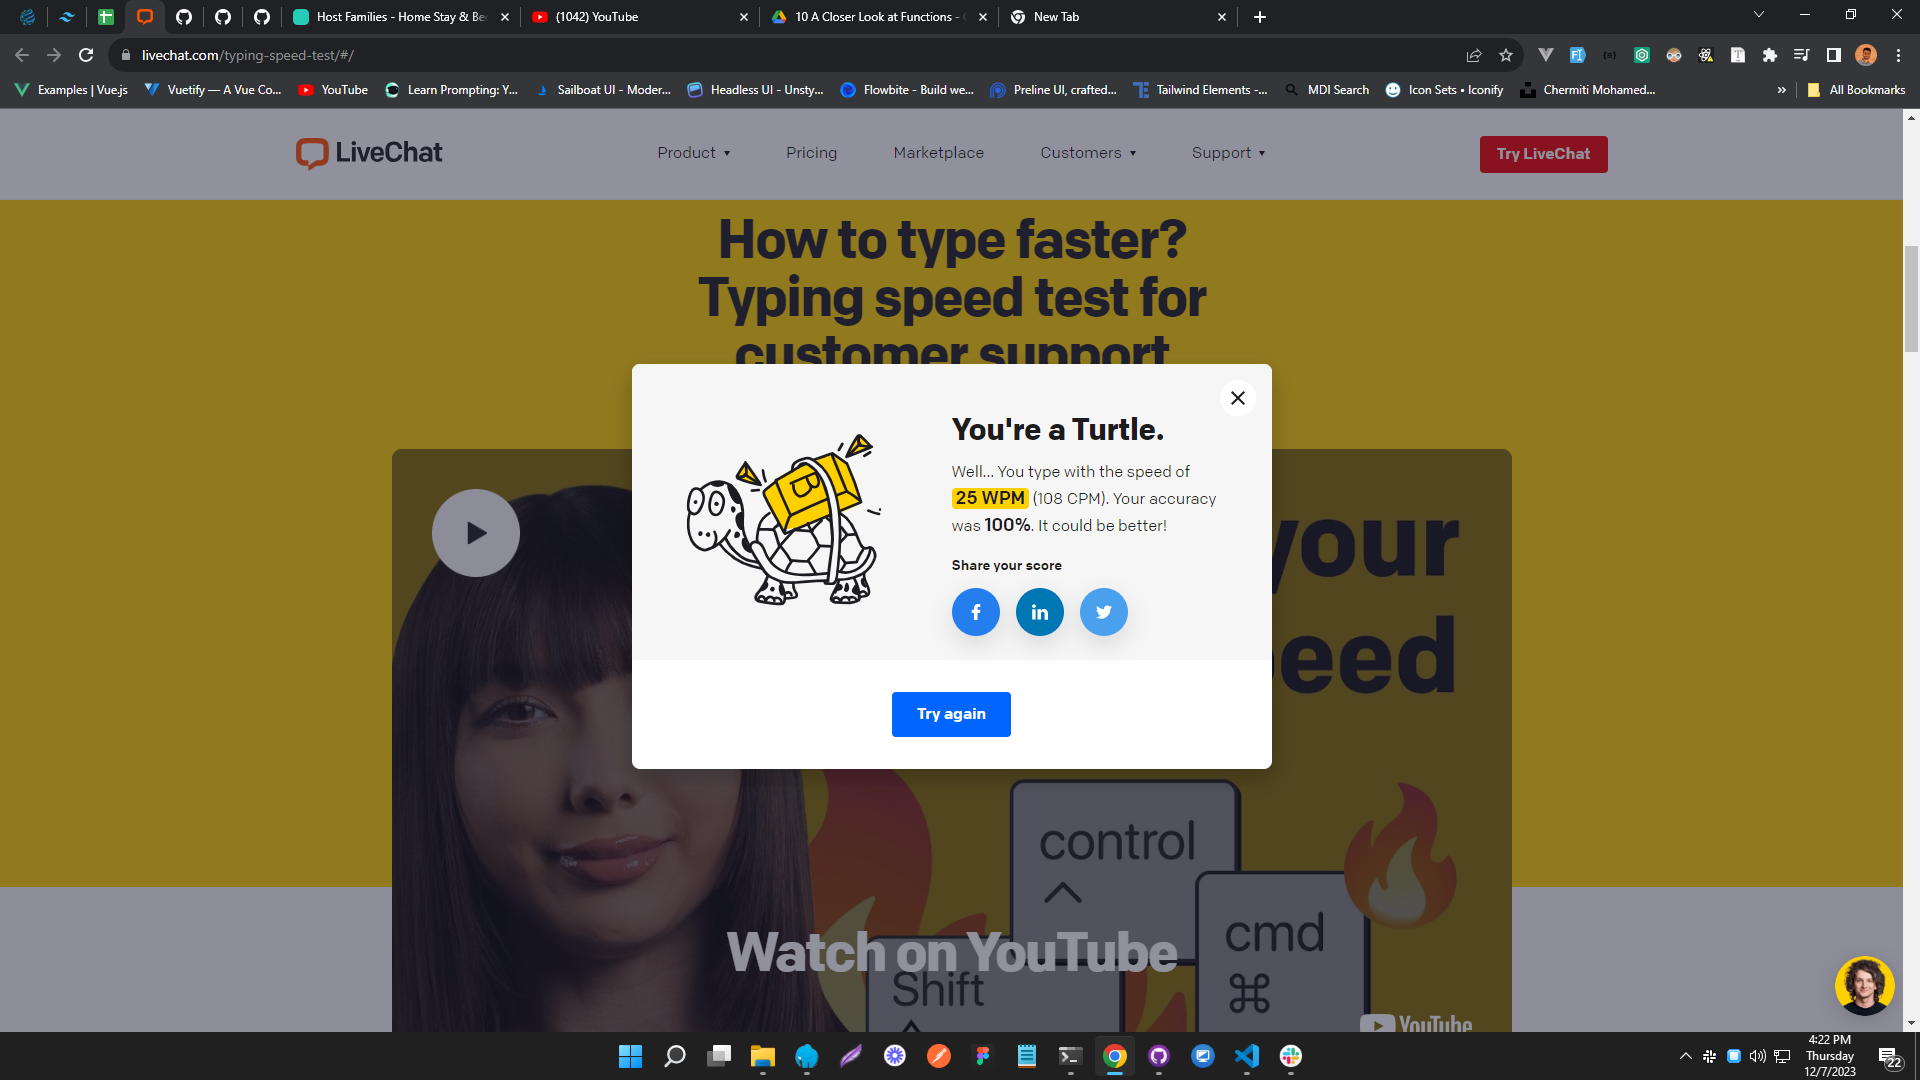 Host Families - Home Stay & Be
(1042) YouTube
10 A Closer Look at Functions -
New Tab
livechat.com/typing-speed-test/#/
Examples | Vue.js
Vuetify — A Vue Co...
YouTube
Learn Prompting: Y...
Sailboat UI - Moder...
Headless UI - Unsty...
Flowbite - Build we...
Preline UI, crafted...
Tailwind Elements -...
MDI Search
Icon Sets • Iconify
Chermiti Mohamed...
»
All Bookmarks
LiveChat
Product
Pricing
Marketplace
Customers
Support
Try LiveChat
How to type faster?
Typing speed test for
customer support
You're a Turtle.
Well... You type with the speed of
25 WPM (108 CPM). Your accuracy
was 100%. It could be better!
Share your score
Try again
your
eed
control
cmd
⌘
Shift
Watch on YouTube
YouTube
4:22 PM
Thursday
12/7/2023
22